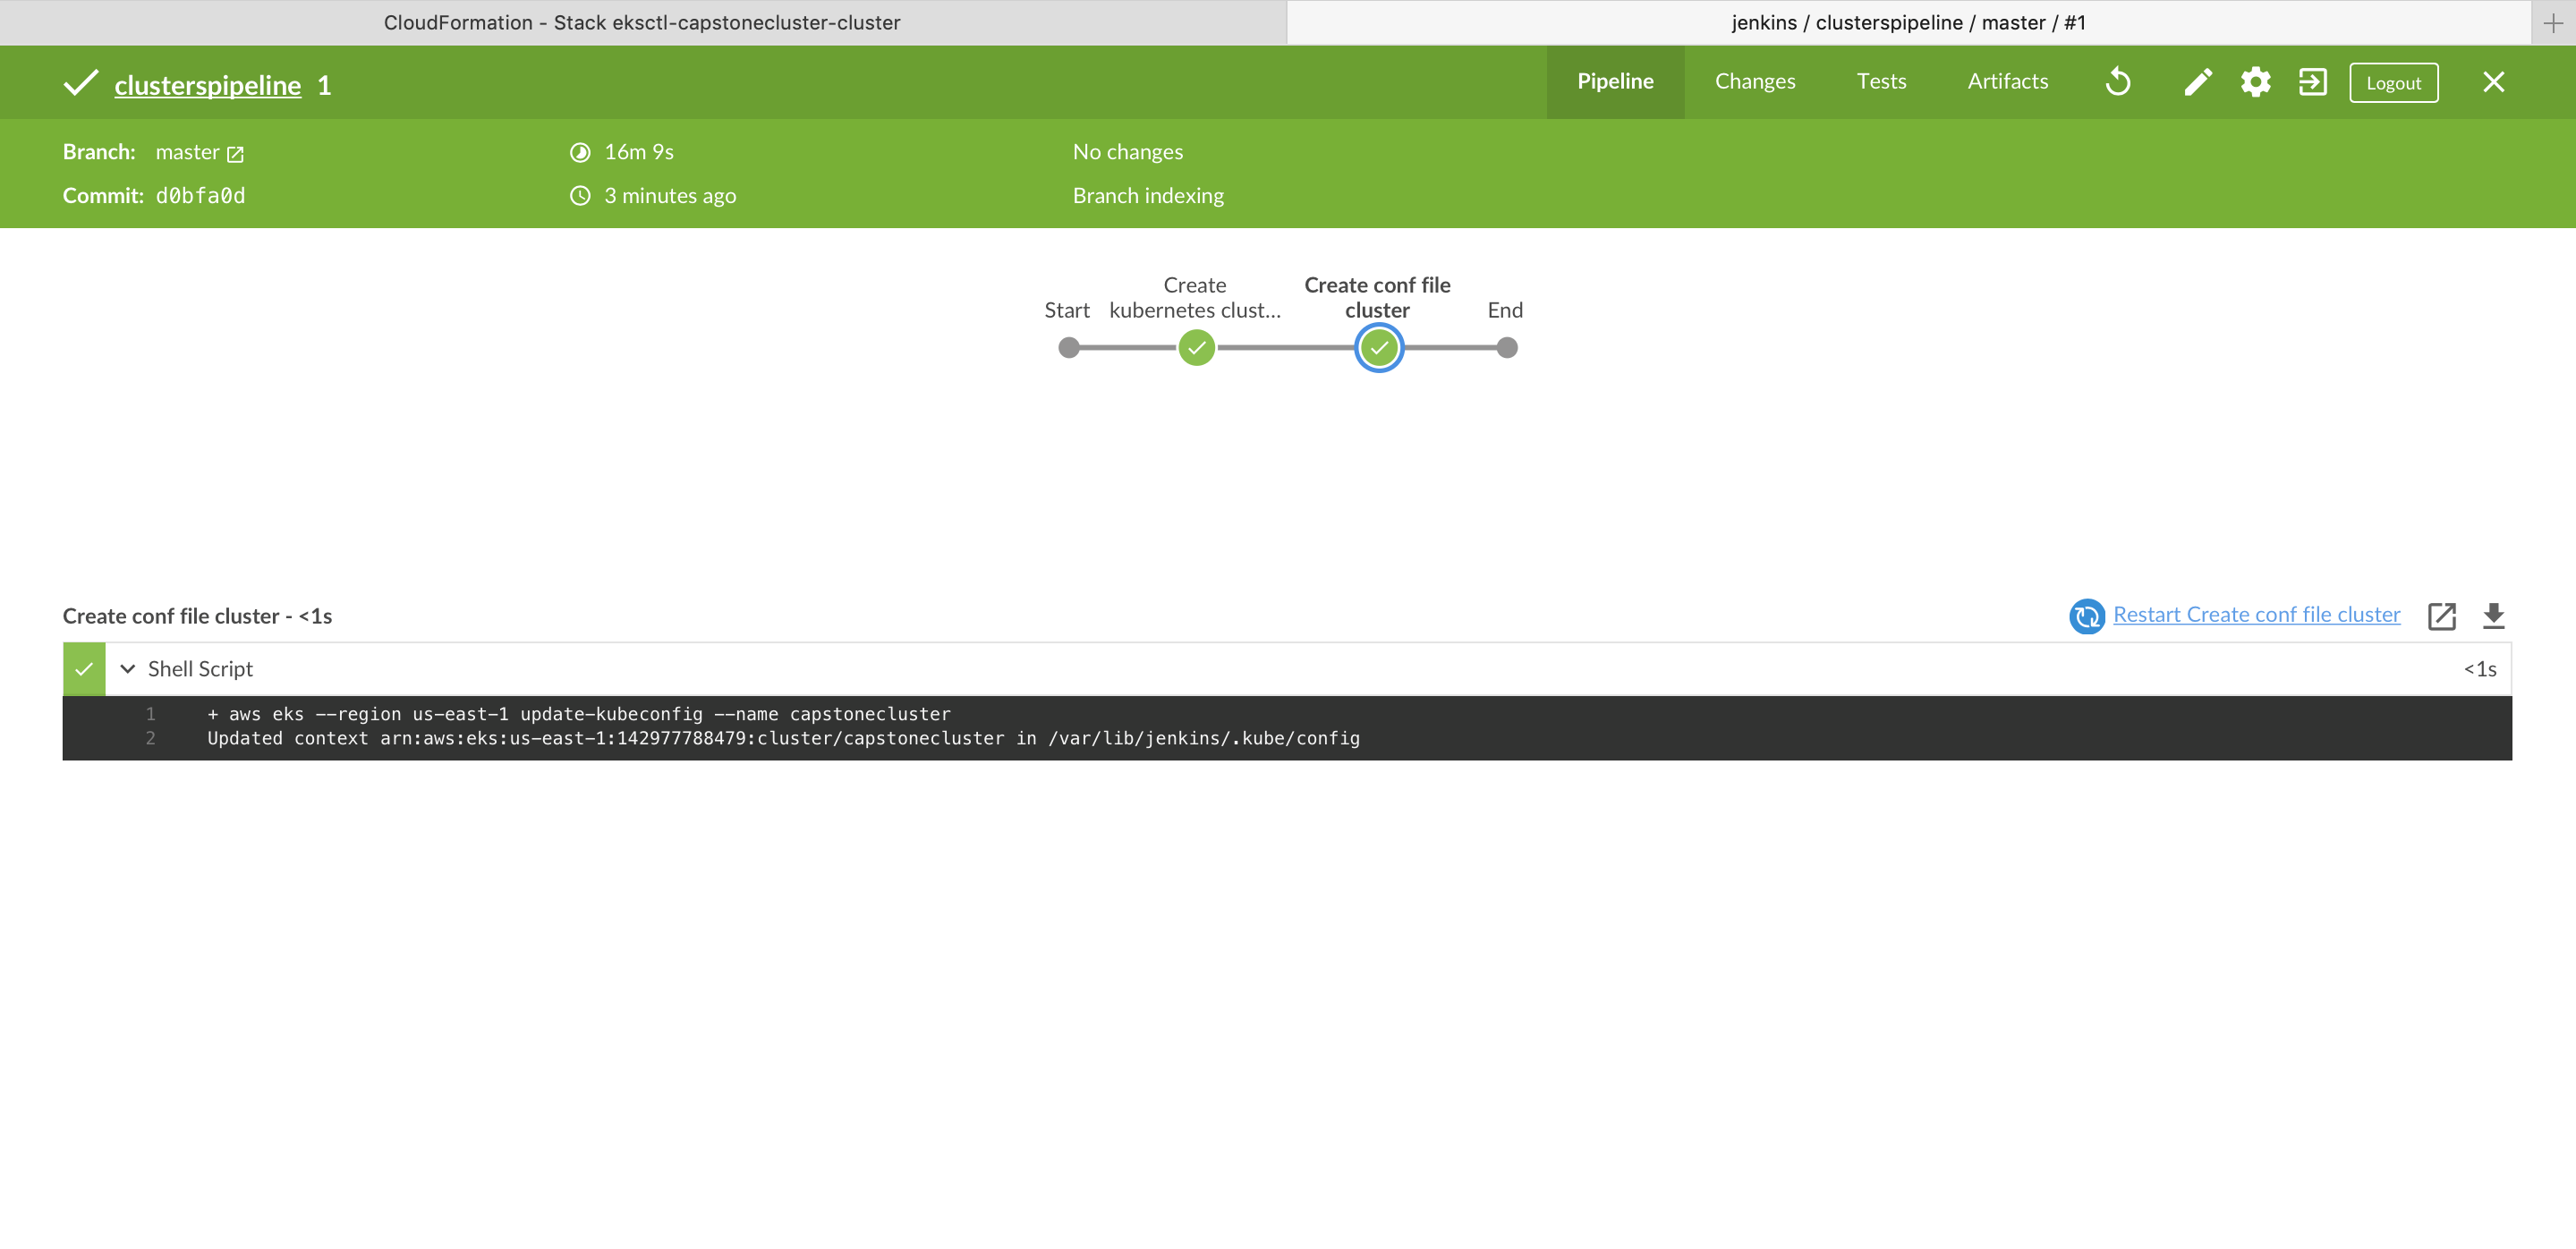 CloudFormation - Stack eksctl-capstonecluster-cluster
jenkins / clusterspipeline / master / #1
clusterspipeline 1
Pipeline
Changes
Tests
Artifacts
Logout
Branch: master
16m 9s
No changes
Commit: d0bfa0d
3 minutes ago
Branch indexing
Start
Create
kubernetes clust...
Create conf file
cluster
End
Create conf file cluster - <1s
Restart Create conf file cluster
Shell Script
<1s
1 + aws eks --region us-east-1 update-kubeconfig --name capstonecluster
2 Updated context arn:aws:eks:us-east-1:142977788479:cluster/capstonecluster in /var/lib/jenkins/.kube/config